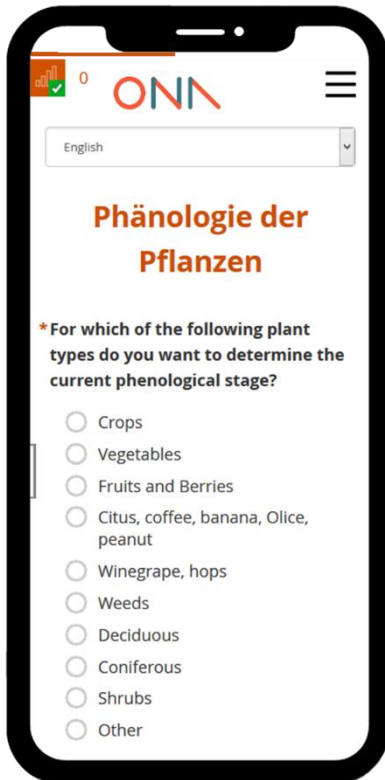 0
ONA
English
Phänologie der
Pflanzen
*For which of the following plant
types do you want to determine the
current phenological stage?
Crops
Vegetables
Fruits and Berries
Citus, coffee, banana, Olice,
peanut
Winegrape, hops
Weeds
Deciduous
Coniferous
Shrubs
Other